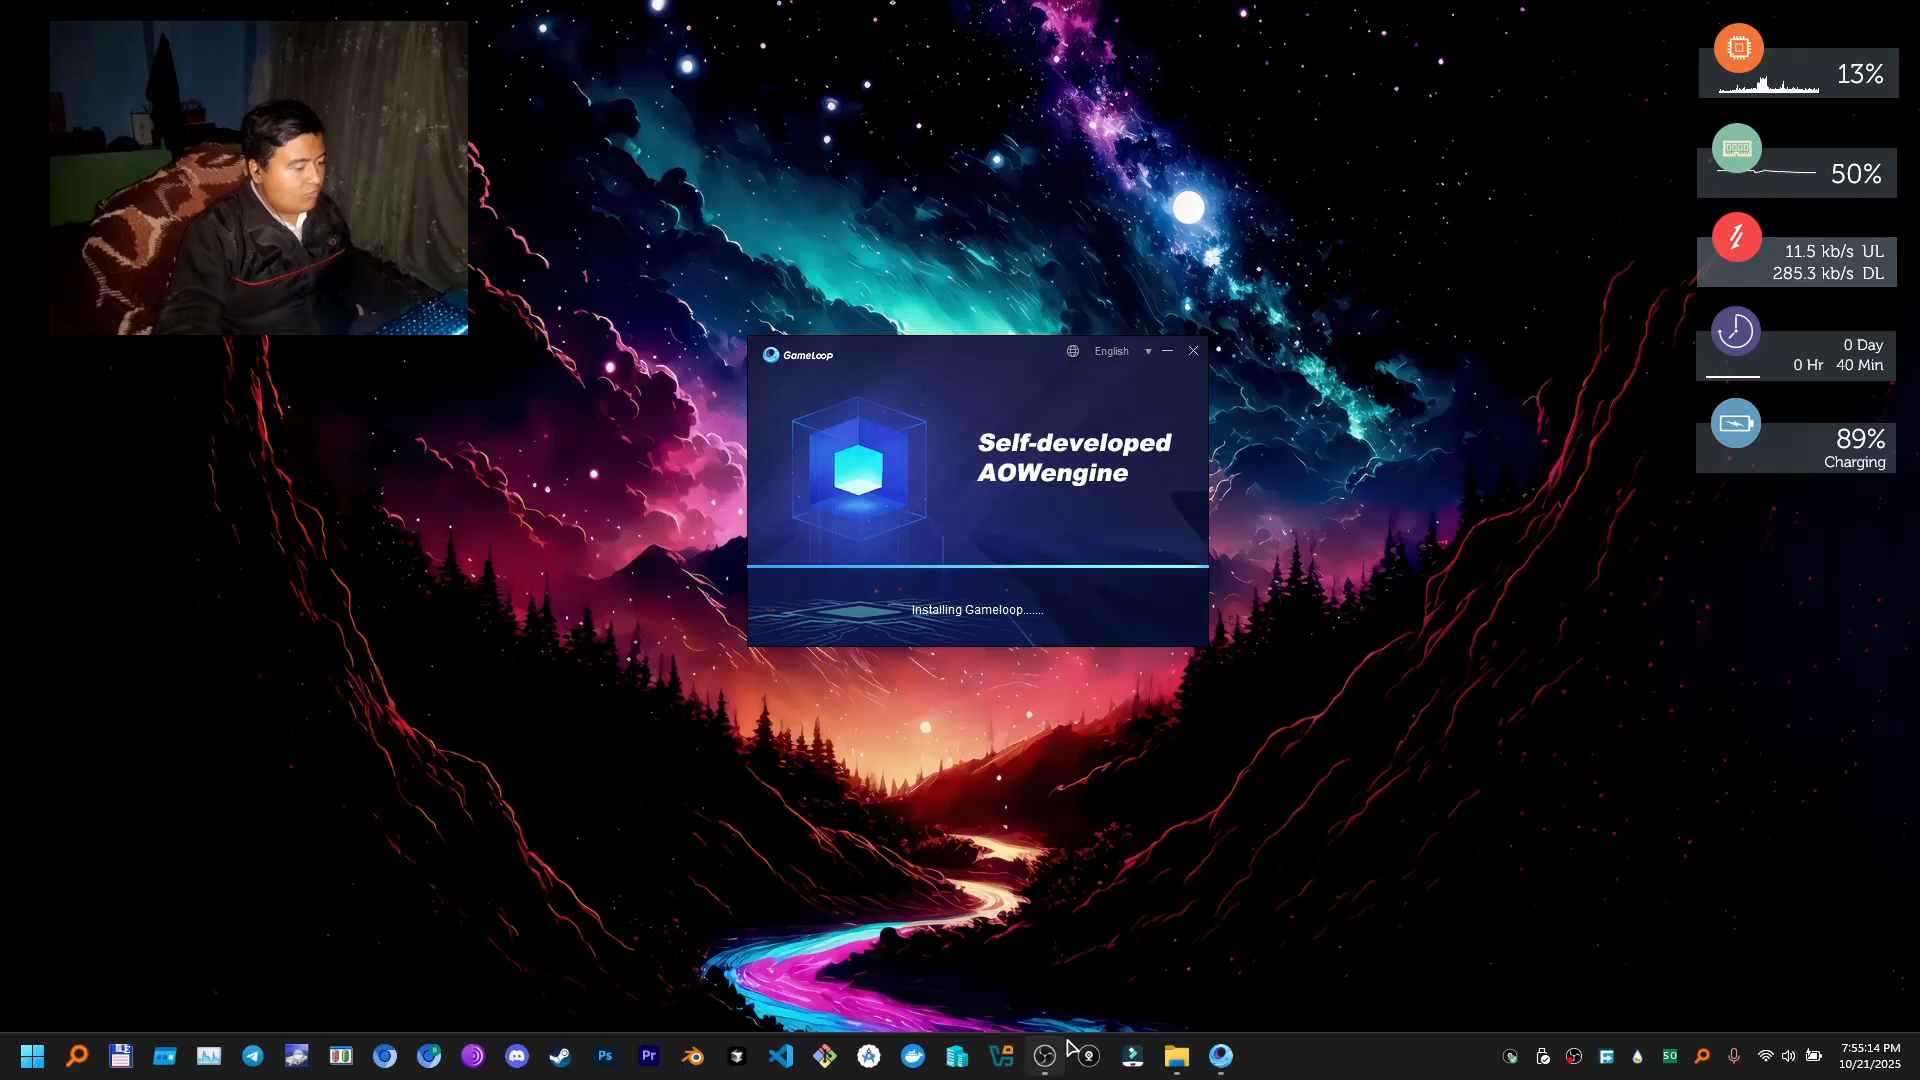 13%
50%
11.5 kb/s UL
285.3 kb/s DL
0 Day
0 Hr 40 Min
89%
Charging
GameLoop
English
Self-developed
AOWengine
Installing Gameloop.......
Ps
Pr
50
7:55:14 PM
10/21/2025